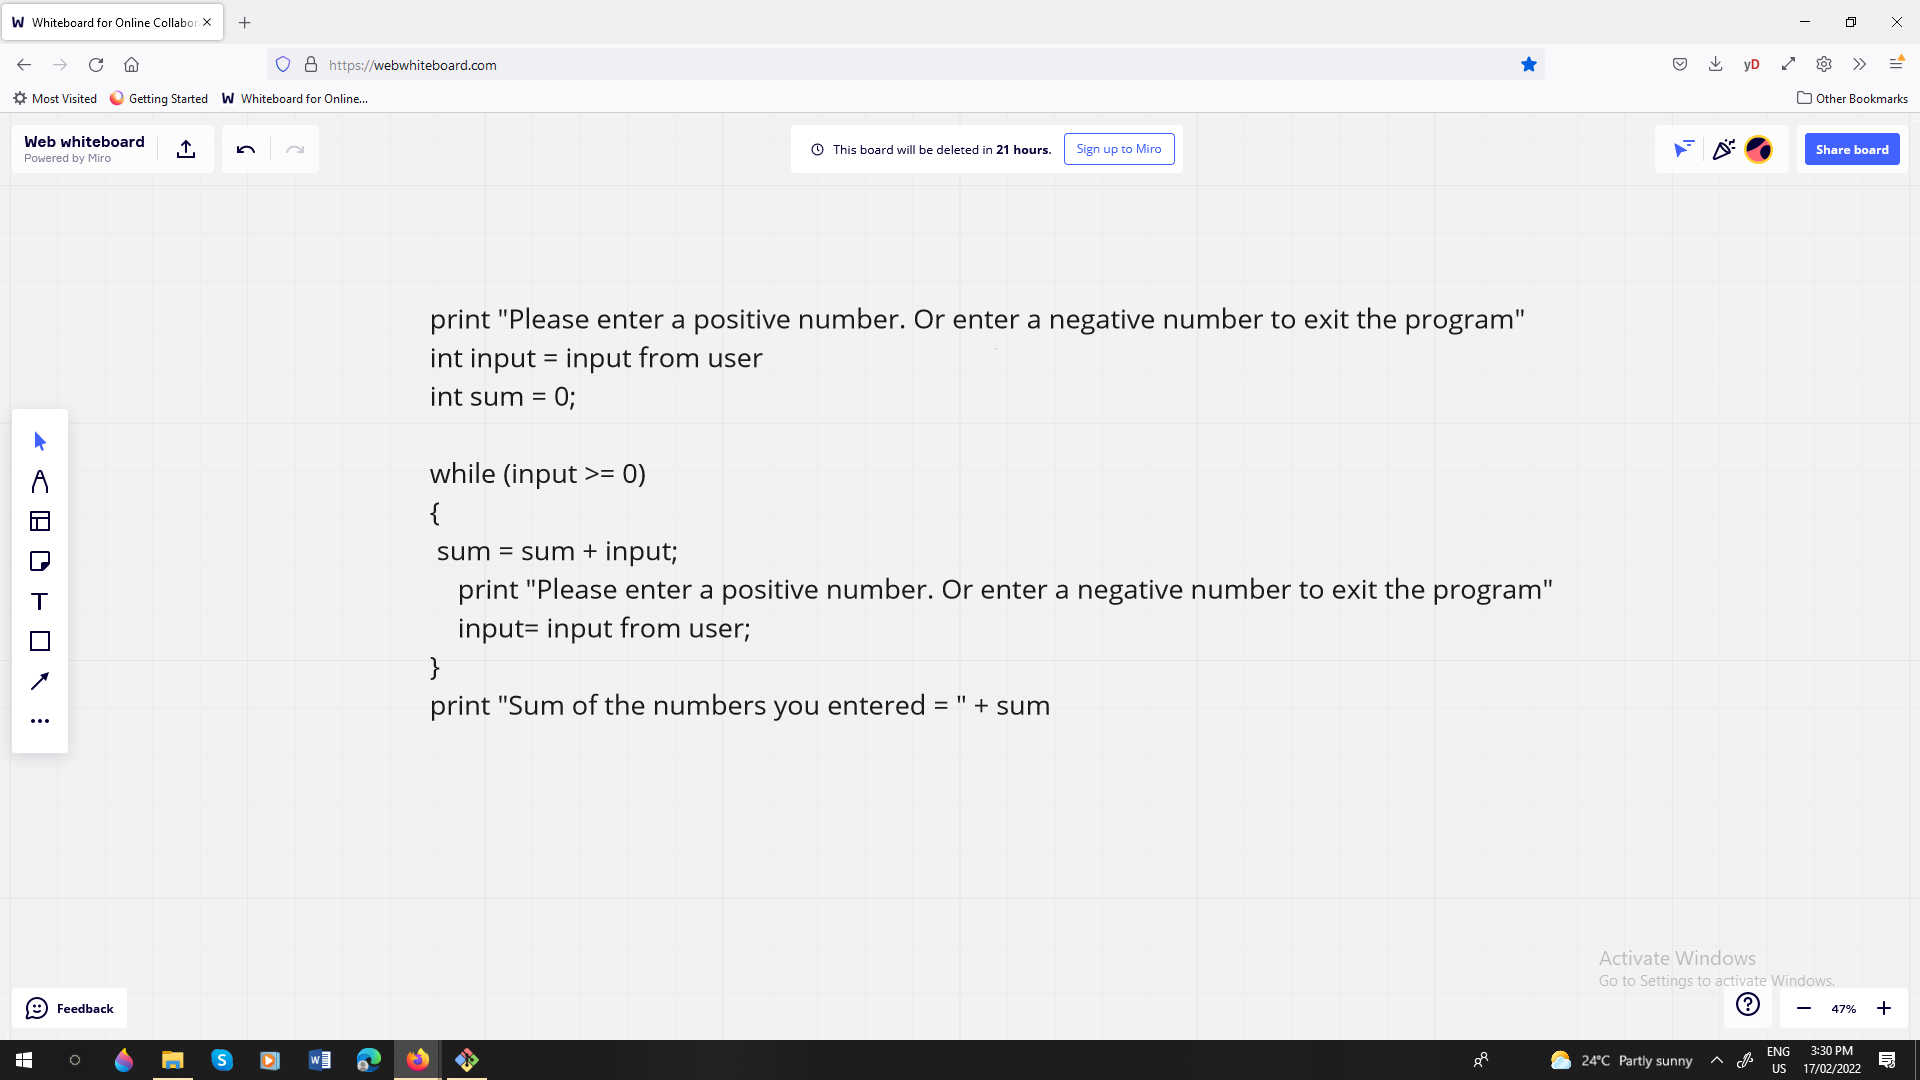 Whiteboard for Online Collabor
https://webwhiteboard.com
yD
Most Visited
Getting Started
Whiteboard for Online...
Other Bookmarks
Web whiteboard
Powered by Miro
This board will be deleted in 21 hours.
Sign up to Miro
Share board
print "Please enter a positive number. Or enter a negative number to exit the program"
int input = input from user
int sum = 0;
while (input >= 0)
{
sum = sum + input;
print "Please enter a positive number. Or enter a negative number to exit the program"
input= input from user;
}
print "Sum of the numbers you entered = " + sum
Activate Windows
Go to Settings to activate Windows.
Feedback
47%
24°C Partly sunny
ENG
US
3:30 PM
17/02/2022